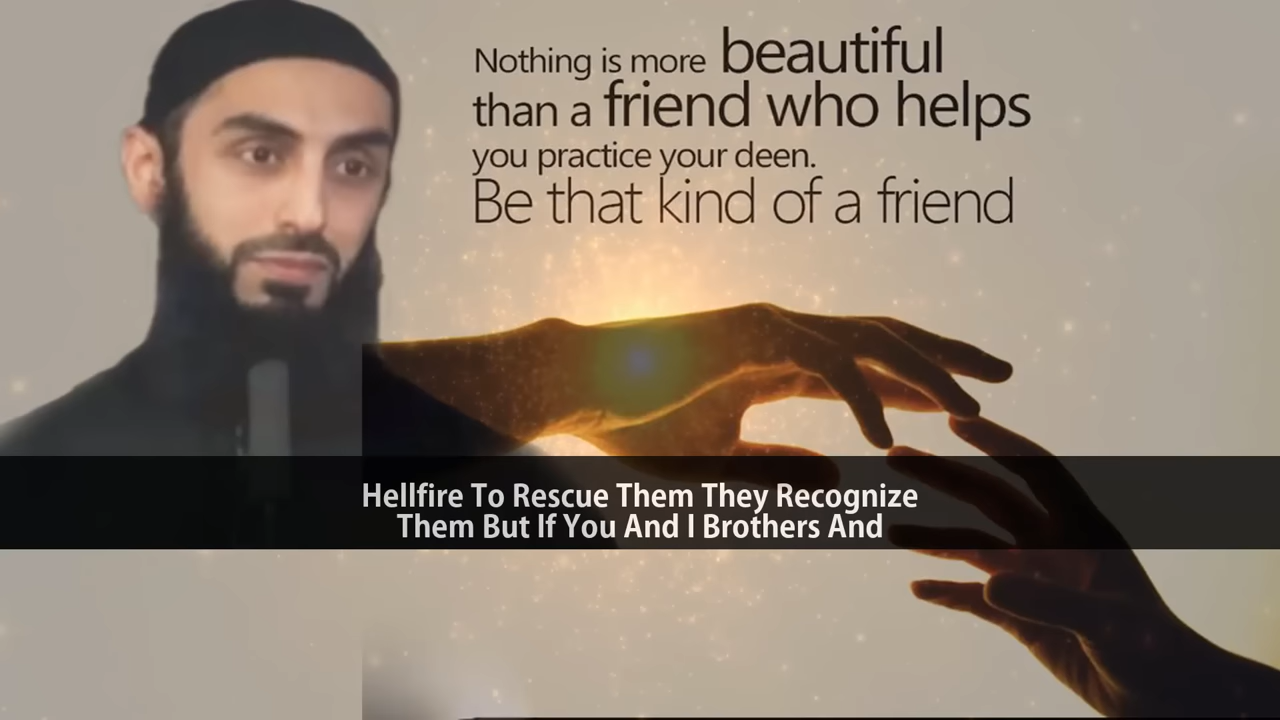 Nothing is more beautiful
than a friend who helps
you practice your deen.
Be that kind of a friend
Hellfire To Rescue Them They Recognize
Them But If You And I Brothers And